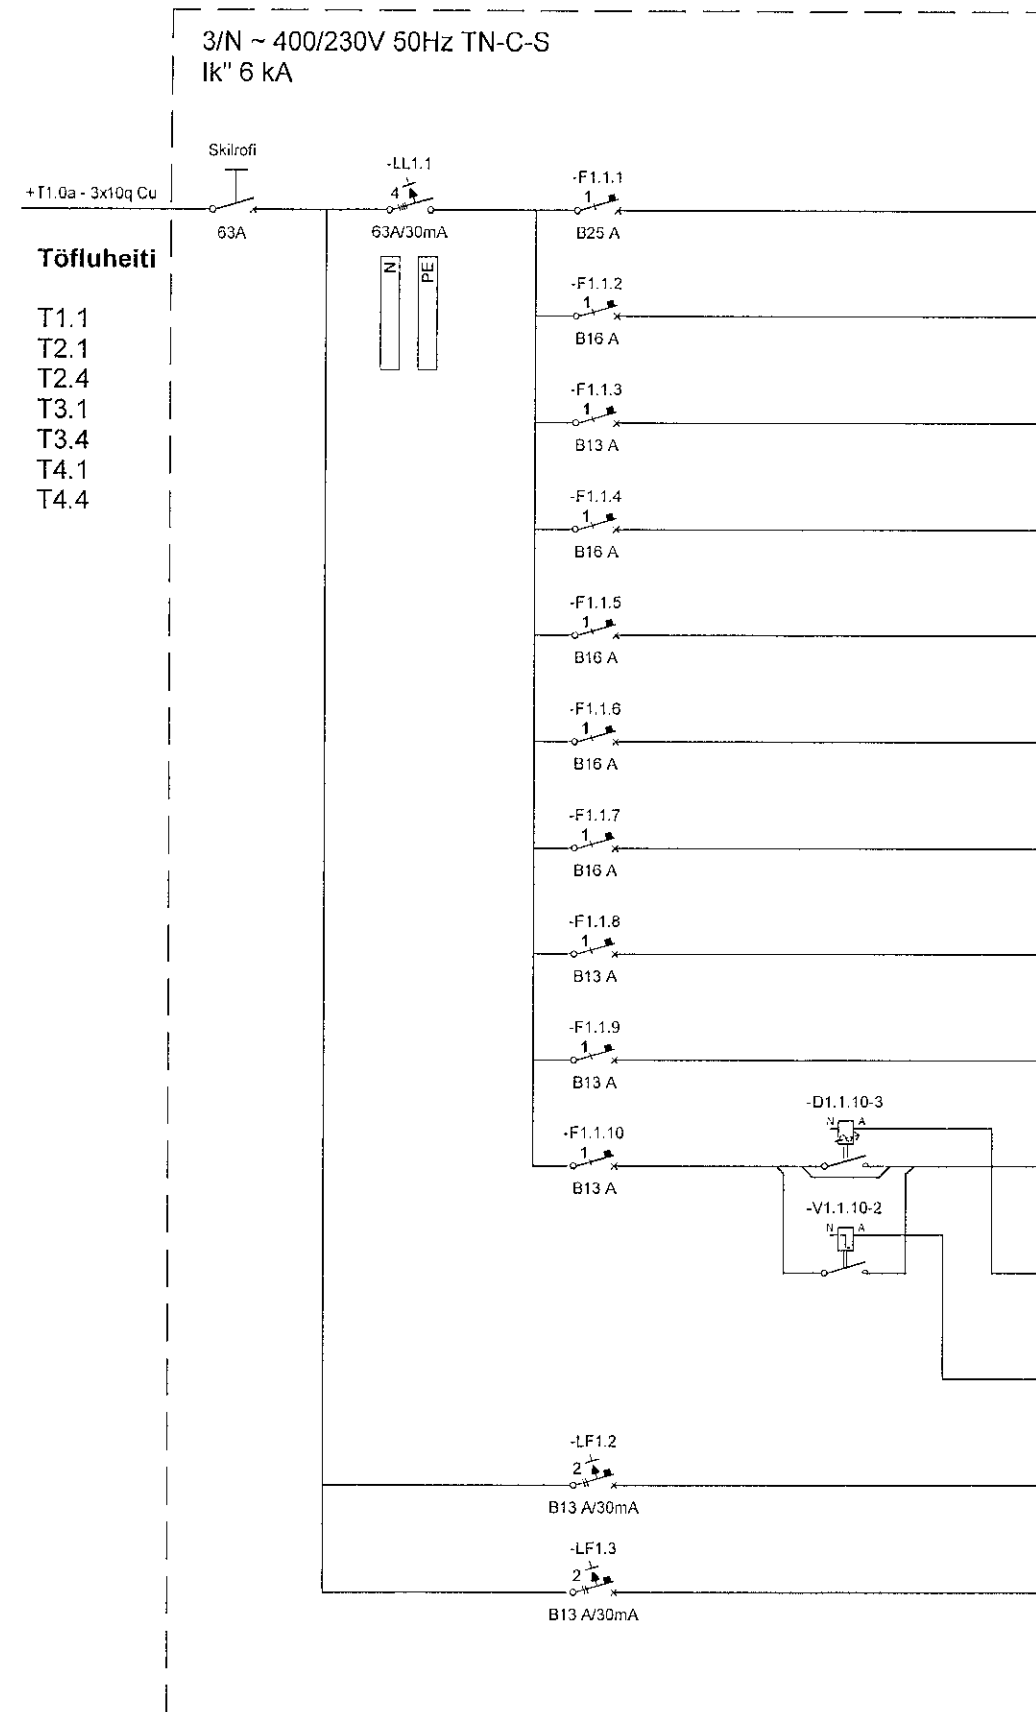 3/N ~ 400/230V 50Hz TN-C-S
Ik" 6 kA
Skilrofi
63A
+T1.0a - 3x10q Cu
Töfluheiti
T1.1
T2.1
T2.4
T3.1
T3.4
T4.1
T4.4
-LL1.1
4
63A/30mA
N
PE
-F1.1.1
1
B25 A
-F1.1.2
1
B16 A
-F1.1.3
1
B13 A
-F1.1.4
1
B16 A
-F1.1.5
1
B16 A
-F1.1.6
1
B16 A
-F1.1.7
1
B16 A
-F1.1.8
1
B13 A
-F1.1.9
1
B13 A
-F1.1.10
1
B13 A
-D1.1.10-3
N A
-V1.1.10-2
N A
-LF1.2
2
B13 A/30mA
-LF1.3
2
B13 A/30mA